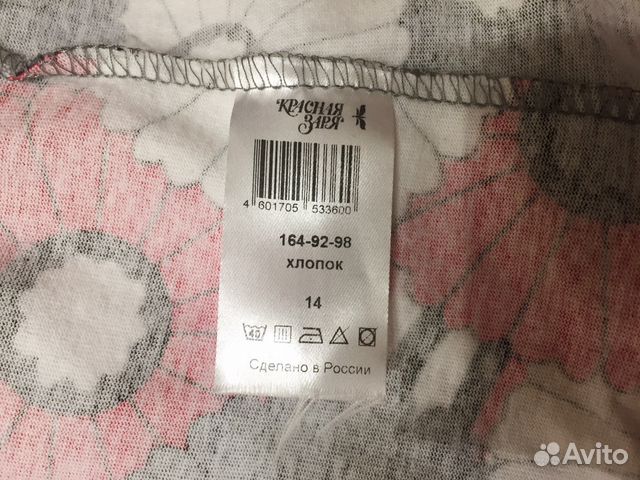 КРАСНАЯ
ЗАРЯ
4 601705 533600
164-92-98
хлопок
14
40
Сделано в России
Avito